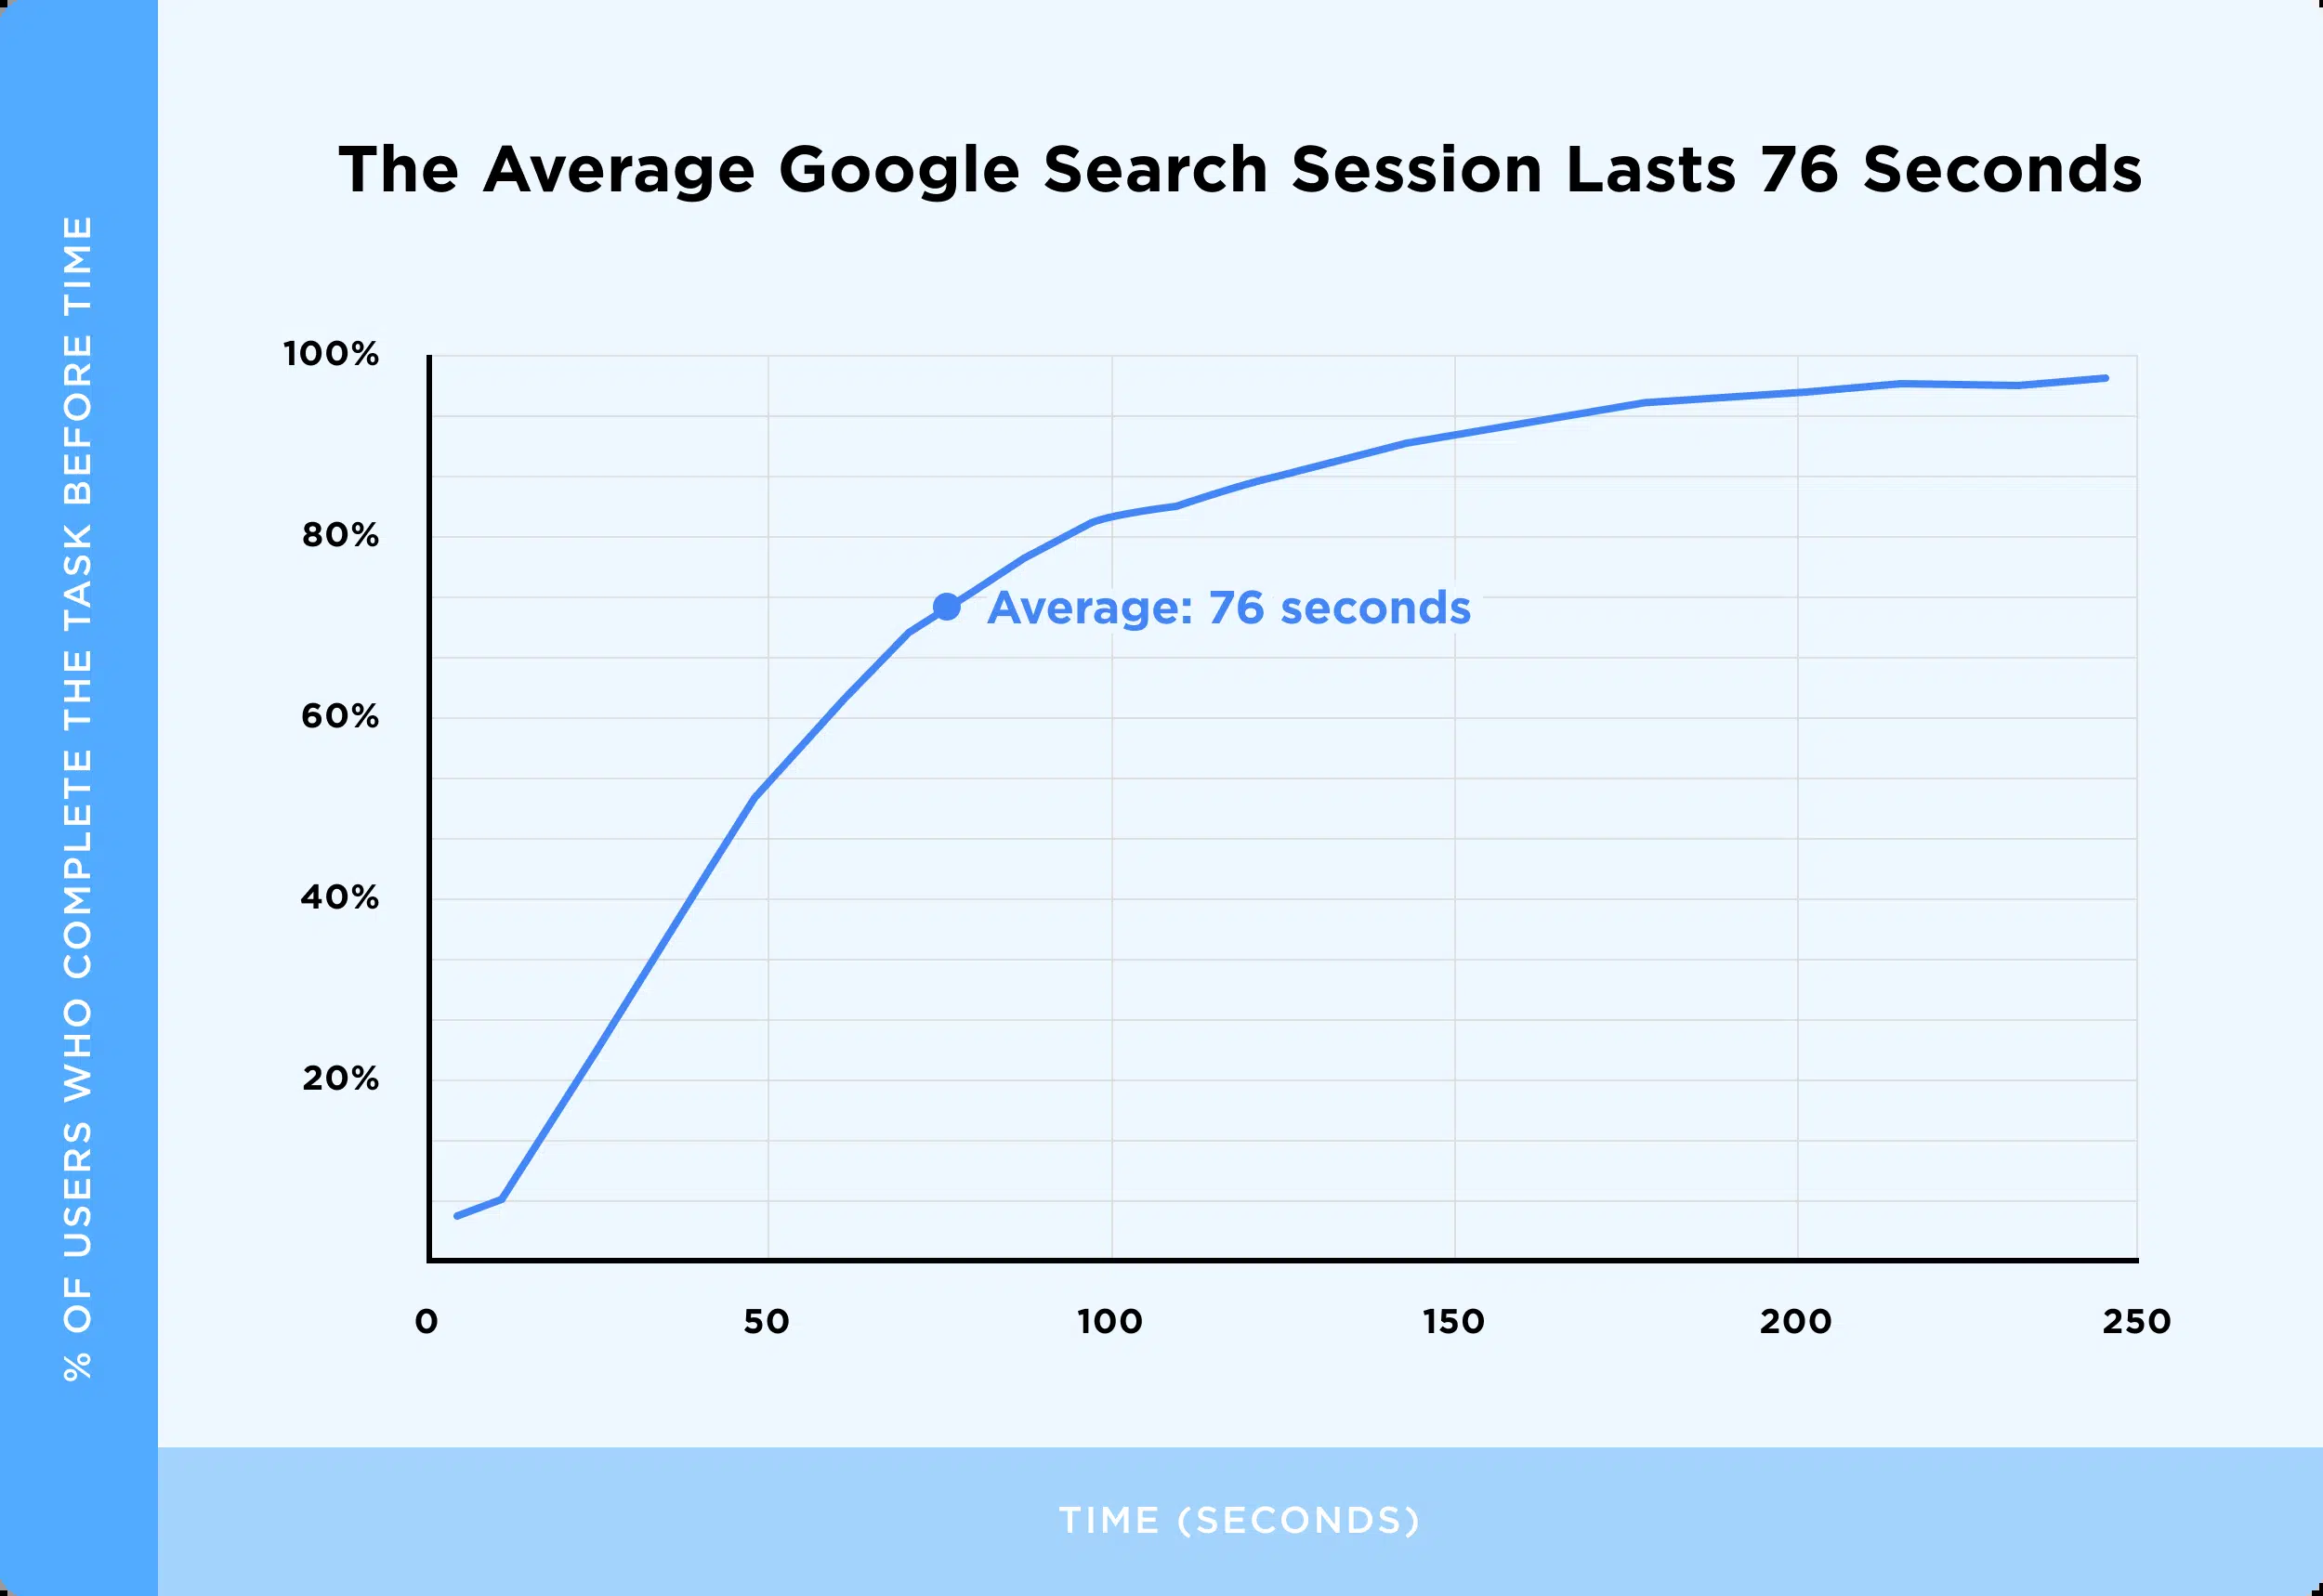 The Average Google Search Session Lasts 76 Seconds
% OF USERS WHO COMPLETE THE TASK BEFORE TIME
100%
80%
60%
40%
20%
Average: 76 seconds
0 50 100 150 200 250
TIME (SECONDS)